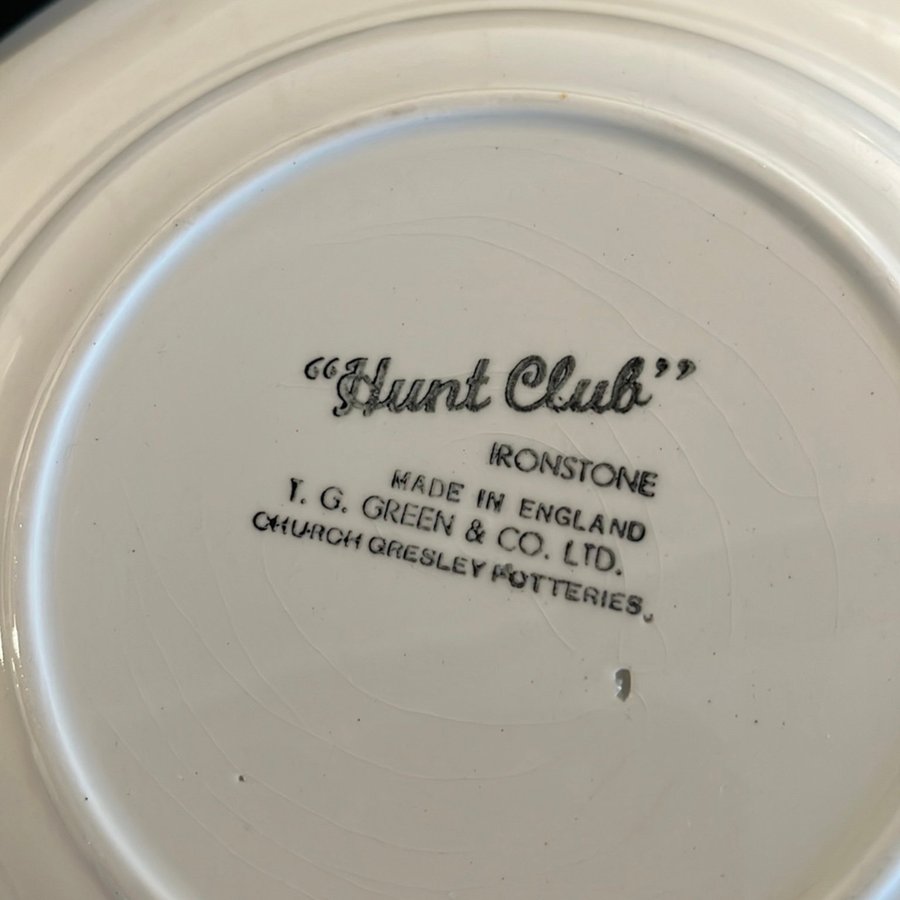 “Hunt Club”
IRONSTONE
MADE IN ENGLAND
T. G. GREEN & CO. LTD.
CHURCH GRESLEY POTTERIES.